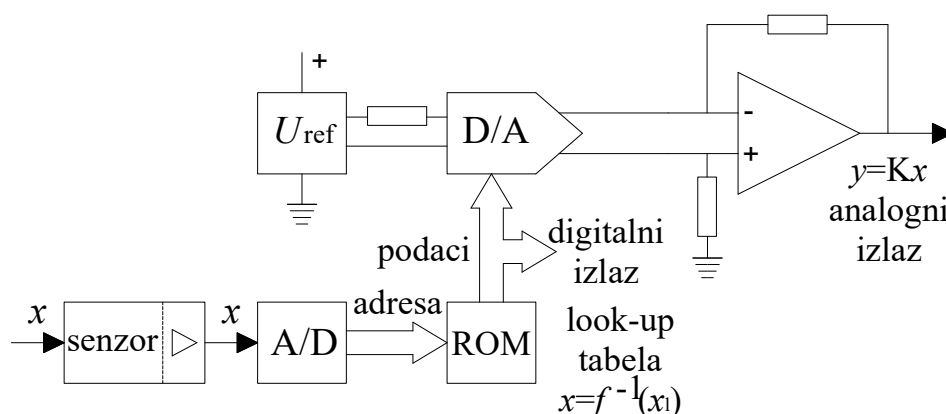 +
Uref
D/A
-
+
y=Kx
analogni
izlaz
podaci
digitalni
izlaz
adresa
x
senzor
x
A/D
ROM
look-up
tabela
x=f⁻¹(x₁)